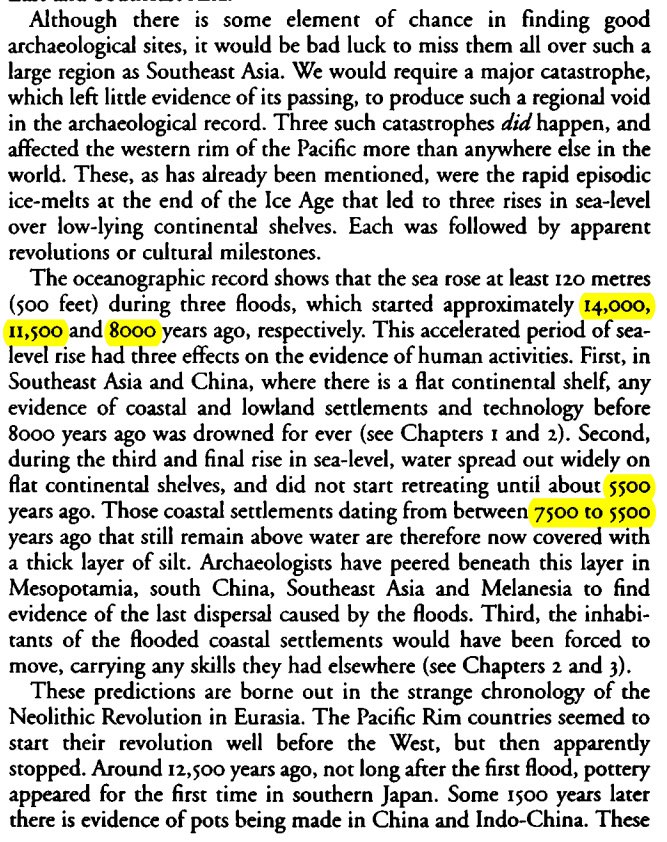 Although there is some element of chance in finding good
archaeological sites, it would be bad luck to miss them all over such a
large region as Southeast Asia. We would require a major catastrophe,
which left little evidence of its passing, to produce such a regional void
in the archaeological record. Three such catastrophes did happen, and
affected the western rim of the Pacific more than anywhere else in the
world. These, as has already been mentioned, were the rapid episodic
ice-melts at the end of the Ice Age that led to three rises in sea-level
over low-lying continental shelves. Each was followed by apparent
revolutions or cultural milestones.
The oceanographic record shows that the sea rose at least 120 metres
(500 feet) during three floods, which started approximately 14,000,
11,500 and 8000 years ago, respectively. This accelerated period of sea-
level rise had three effects on the evidence of human activities. First, in
Southeast Asia and China, where there is a flat continental shelf, any
evidence of coastal and lowland settlements and technology before
8000 years ago was drowned for ever (see Chapters 1 and 2). Second,
during the third and final rise in sea-level, water spread out widely on
flat continental shelves, and did not start retreating until about 5500
years ago. Those coastal settlements dating from between 7500 to 5500
years ago that still remain above water are therefore now covered with
a thick layer of silt. Archaeologists have peered beneath this layer in
Mesopotamia, south China, Southeast Asia and Melanesia to find
evidence of the last dispersal caused by the floods. Third, the inhabi-
tants of the flooded coastal settlements would have been forced to
move, carrying any skills they had elsewhere (see Chapters 2 and 3).
These predictions are borne out in the strange chronology of the
Neolithic Revolution in Eurasia. The Pacific Rim countries seemed to
start their revolution well before the West, but then apparently
stopped. Around 12,500 years ago, not long after the first flood, pottery
appeared for the first time in southern Japan. Some 1500 years later
there is evidence of pots being made in China and Indo-China. These